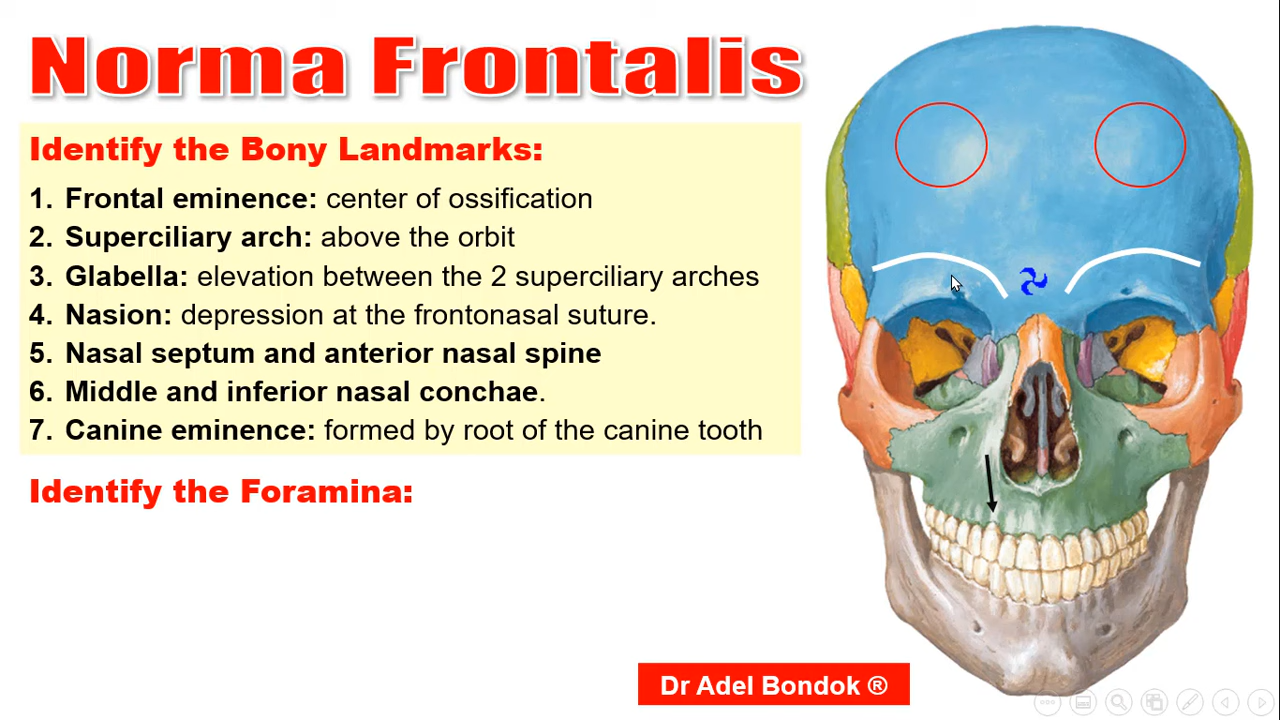 Norma Frontalis
Identify the Bony Landmarks:
1. Frontal eminence: center of ossification
2. Superciliary arch: above the orbit
3. Glabella: elevation between the 2 superciliary arches
4. Nasion: depression at the frontonasal suture.
5. Nasal septum and anterior nasal spine
6. Middle and inferior nasal conchae.
7. Canine eminence: formed by root of the canine tooth
Identify the Foramina:
Dr Adel Bondok ®